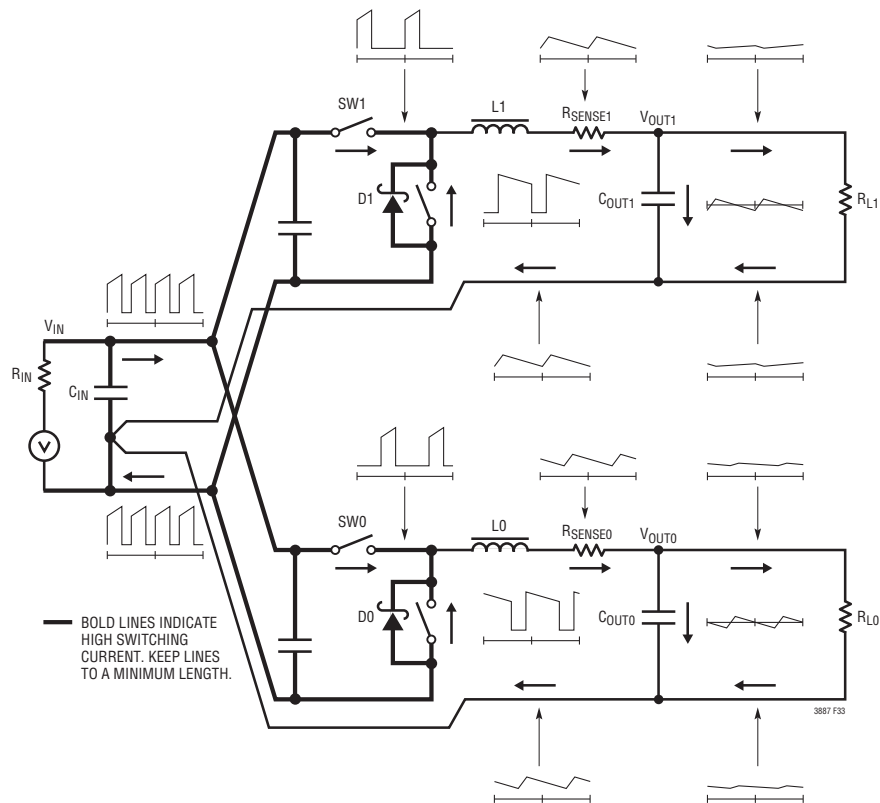 SW1
L1
RSENSE1
VOUT1
D1
COUT1
RL1
VIN
RIN
CIN
V
SW0
L0
RSENSE0
VOUT0
D0
COUT0
RL0
BOLD LINES INDICATE
HIGH SWITCHING
CURRENT. KEEP LINES
TO A MINIMUM LENGTH.
3887 F33